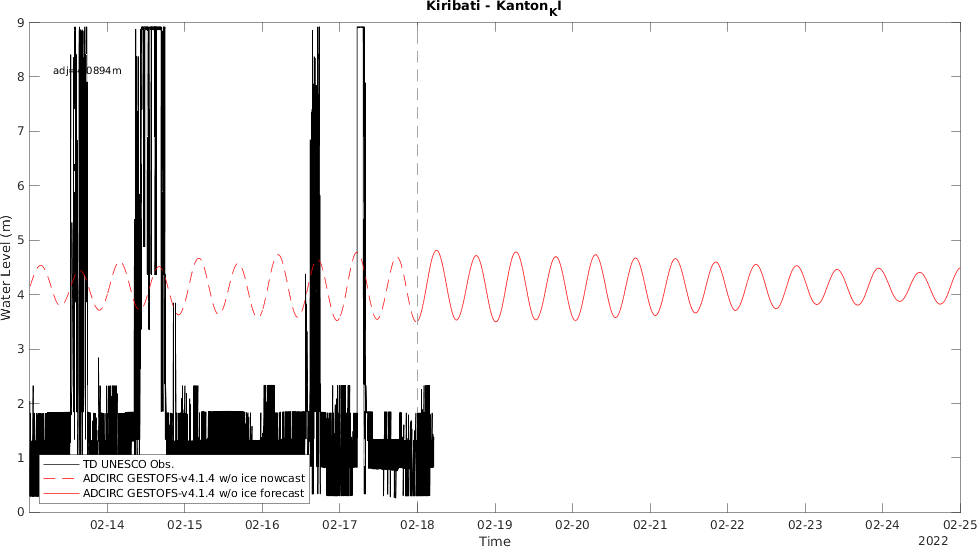 Kiribati - KantonKI
9
8
7
6
5
4
3
2
1
0
Water Level (m)
0894m
TD UNESCO Obs.
ADCIRC GESTOFS-v4.1.4 w/o ice nowcast
ADCIRC GESTOFS-v4.1.4 w/o ice forecast
02-14 02-15 02-16 02-17 02-18 02-19 02-20 02-21 02-22 02-23 02-24 02-25
Time
2022